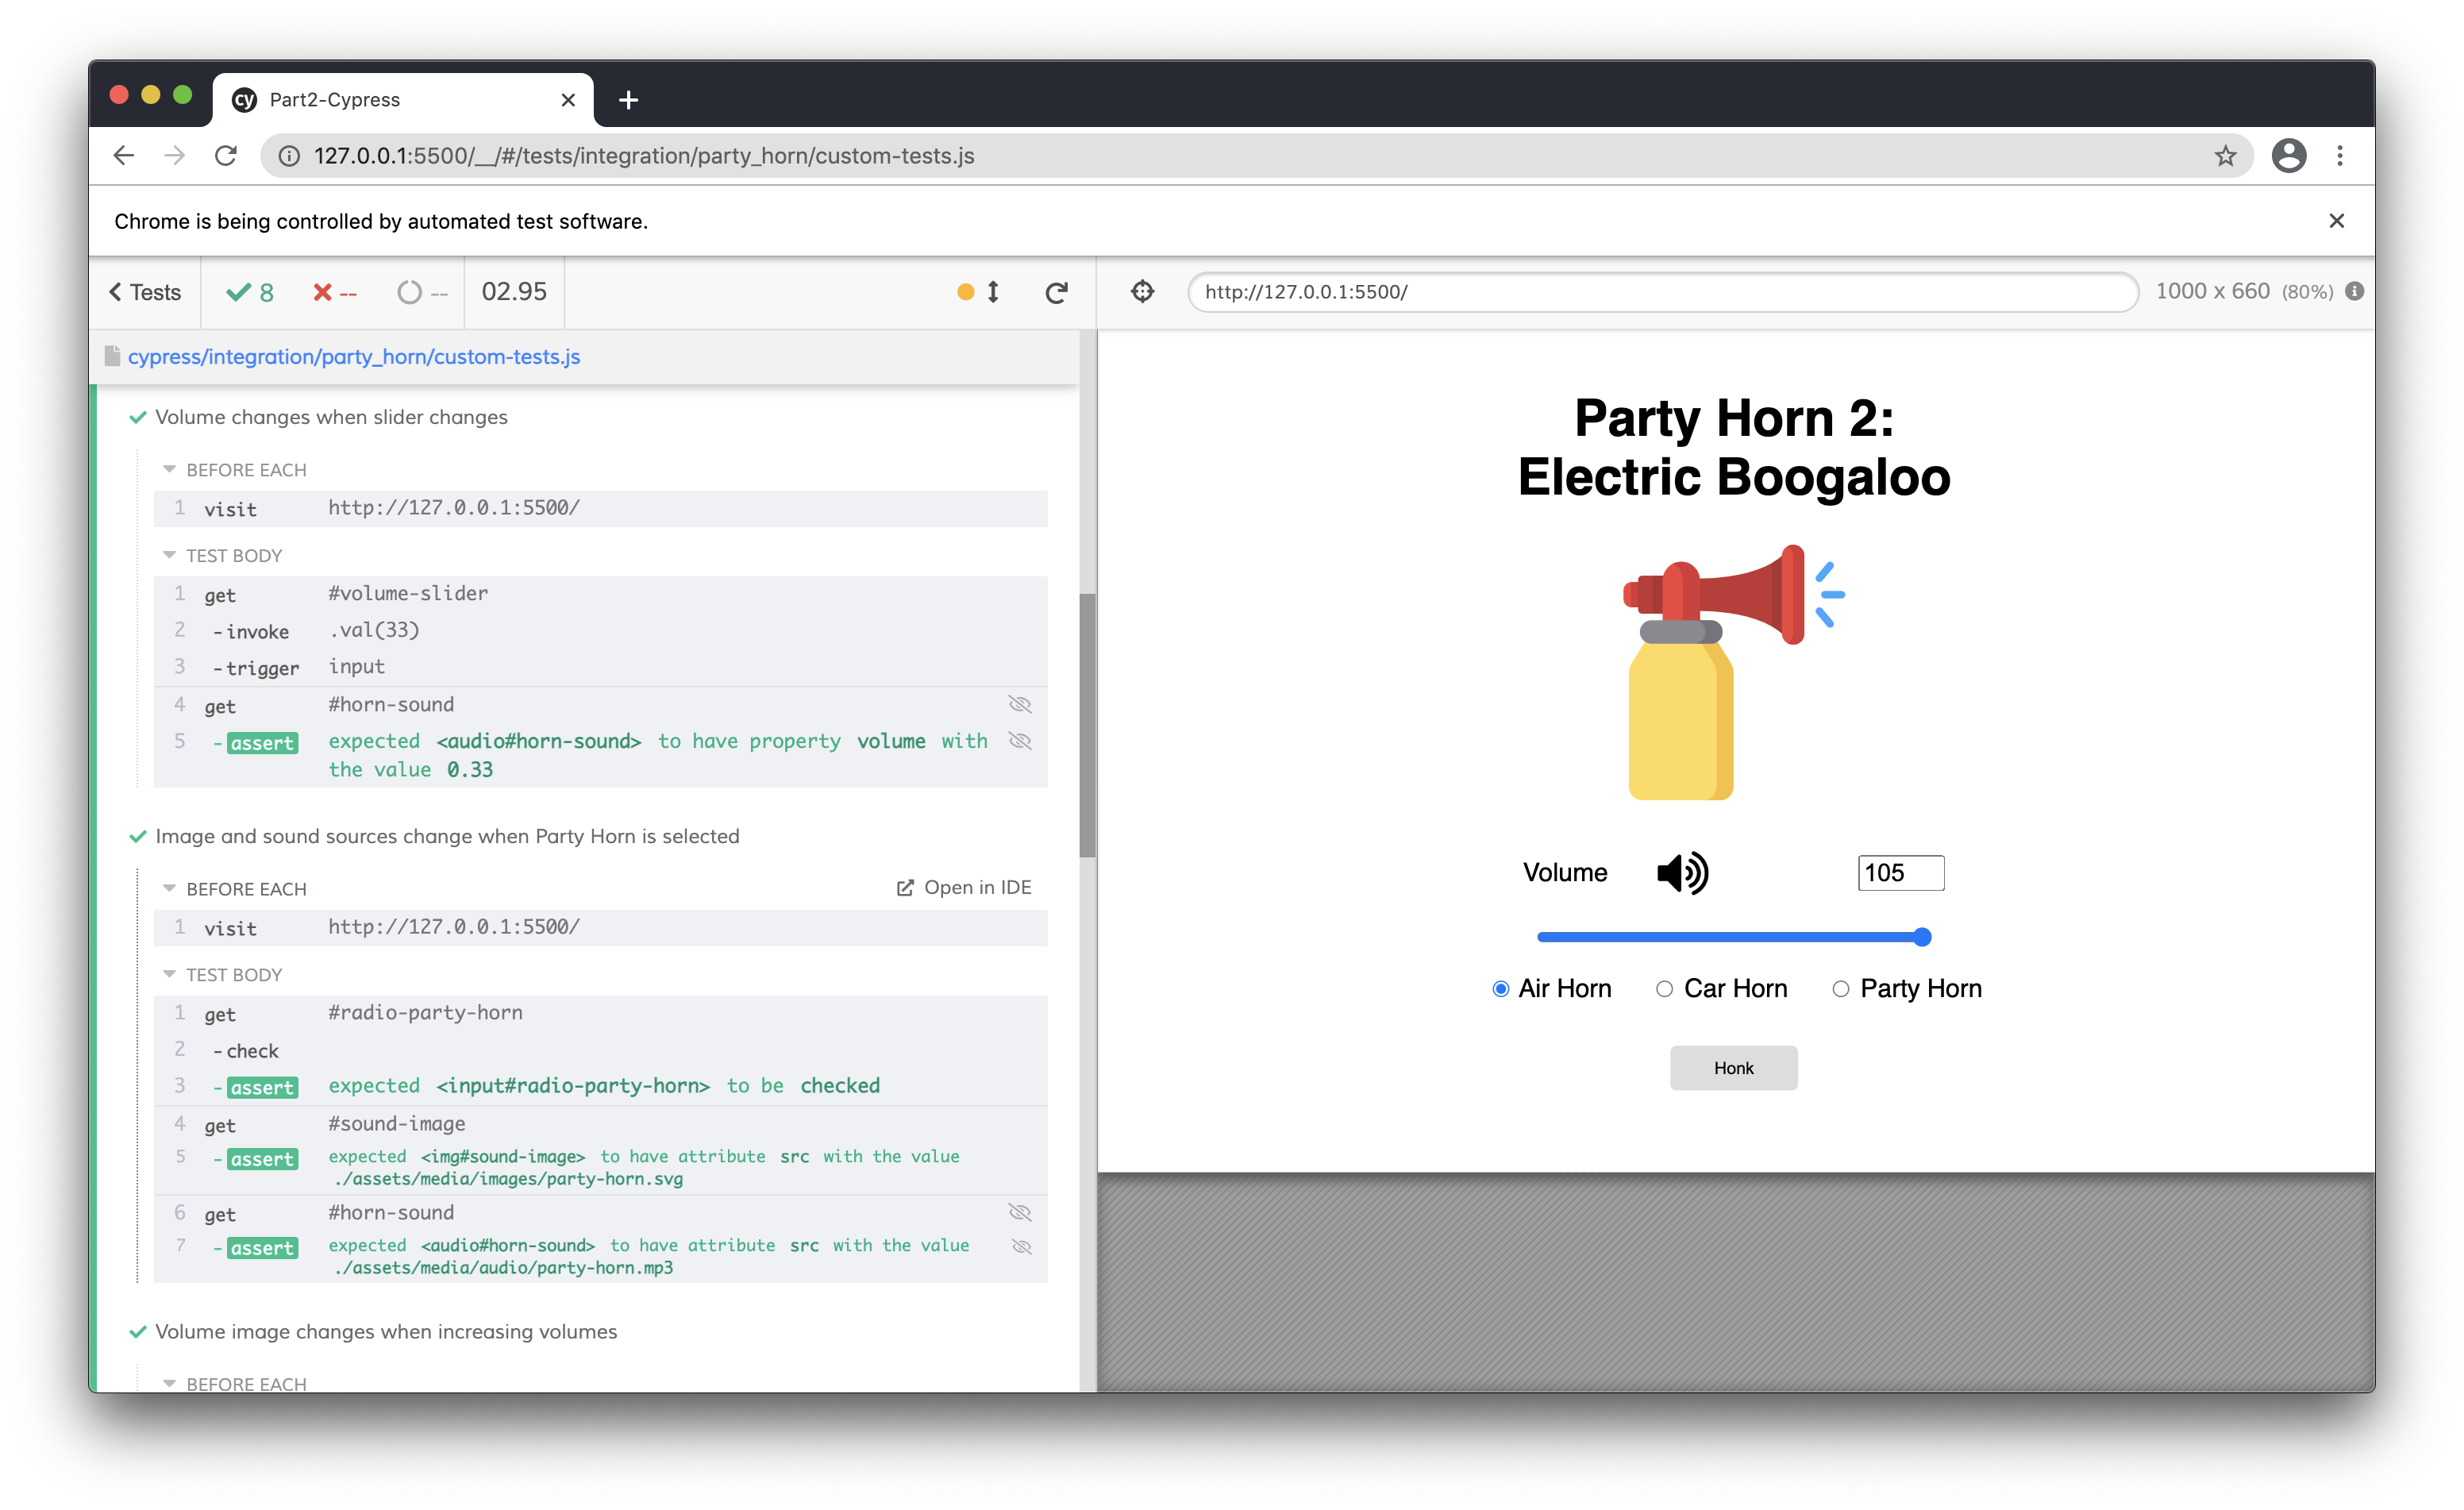 cy Part2-Cypress
127.0.0.1:5500/__/#/tests/integration/party_horn/custom-tests.js
Chrome is being controlled by automated test software.
Tests 8 -- -- 02.95
http://127.0.0.1:5500/ 1000 x 660 (80%)
cypress/integration/party_horn/custom-tests.js
Volume changes when slider changes
BEFORE EACH
1 visit http://127.0.0.1:5500/
TEST BODY
1 get #volume-slider
2 -invoke .val(33)
3 -trigger input
4 get #horn-sound
5 -assert expected <audio#horn-sound> to have property volume with
the value 0.33
Image and sound sources change when Party Horn is selected
BEFORE EACH Open in IDE
1 visit http://127.0.0.1:5500/
TEST BODY
1 get #radio-party-horn
2 -check
3 -assert expected <input#radio-party-horn> to be checked
4 get #sound-image
5 -assert expected <img#sound-image> to have attribute src with the value
./assets/media/images/party-horn.svg
6 get #horn-sound
7 -assert expected <audio#horn-sound> to have attribute src with the value
./assets/media/audio/party-horn.mp3
Volume image changes when increasing volumes
BEFORE EACH
Party Horn 2:
Electric Boogaloo
Volume 105
Air Horn Car Horn Party Horn
Honk